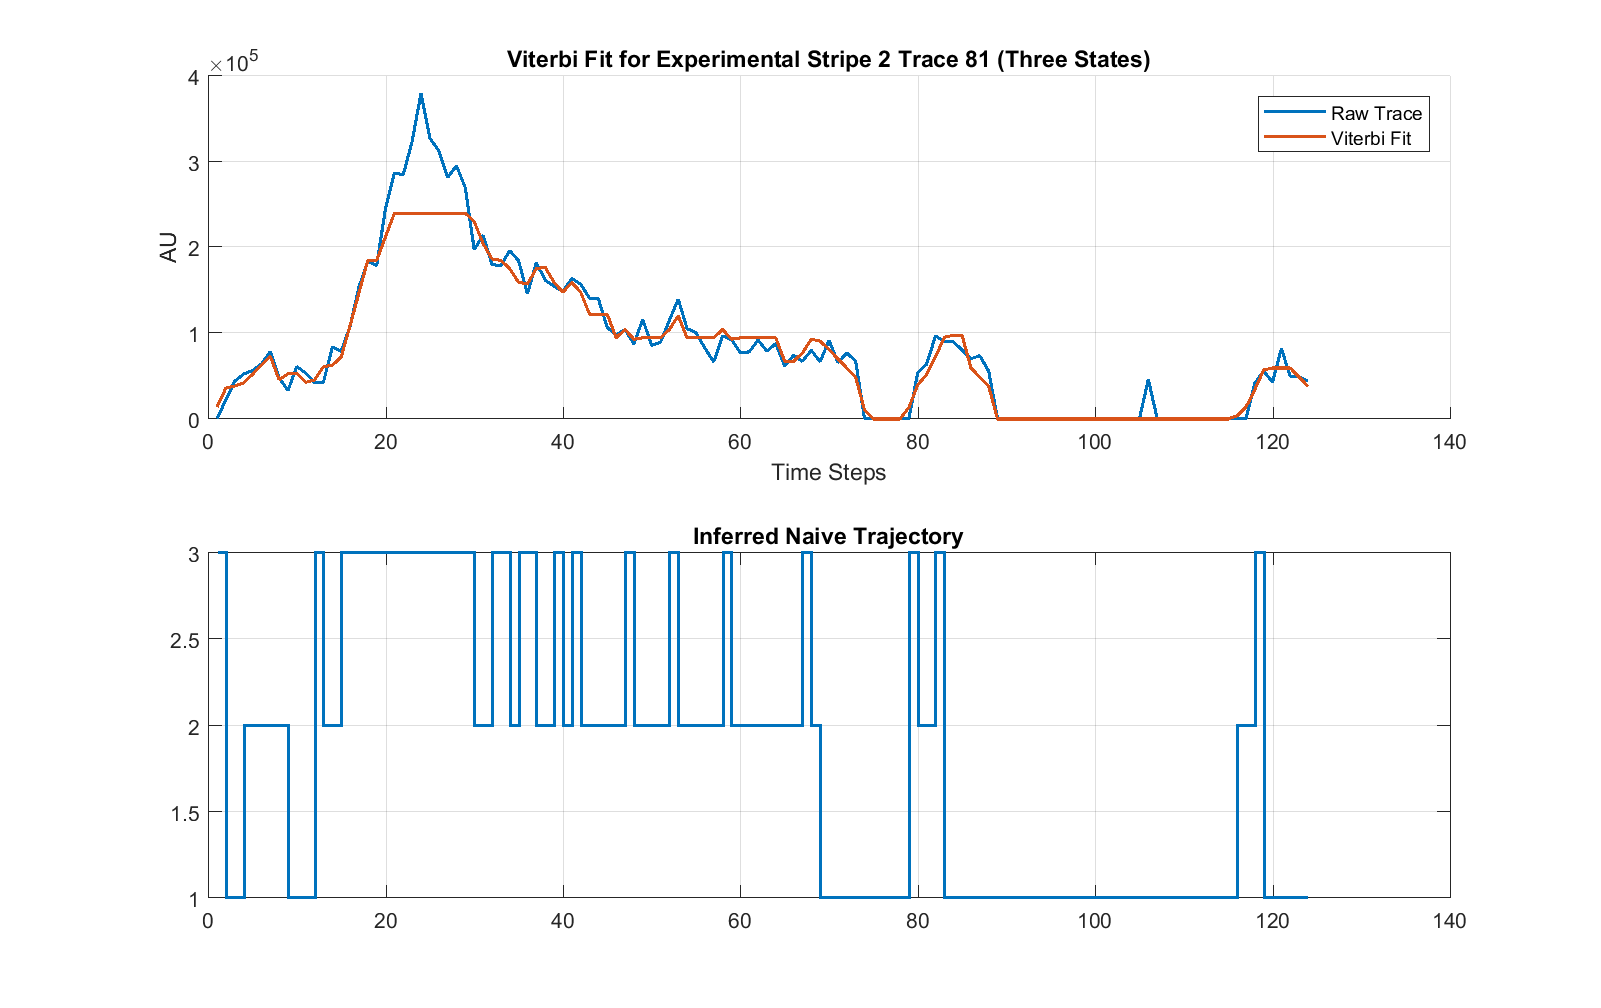 Viterbi Fit for Experimental Stripe 2 Trace 81 (Three States)
×10^5
4
3
2
1
0
AU
Raw Trace
Viterbi Fit
0 20 40 60 80 100 120 140
Time Steps
Inferred Naive Trajectory
3
2.5
2
1.5
1
0 20 40 60 80 100 120 140